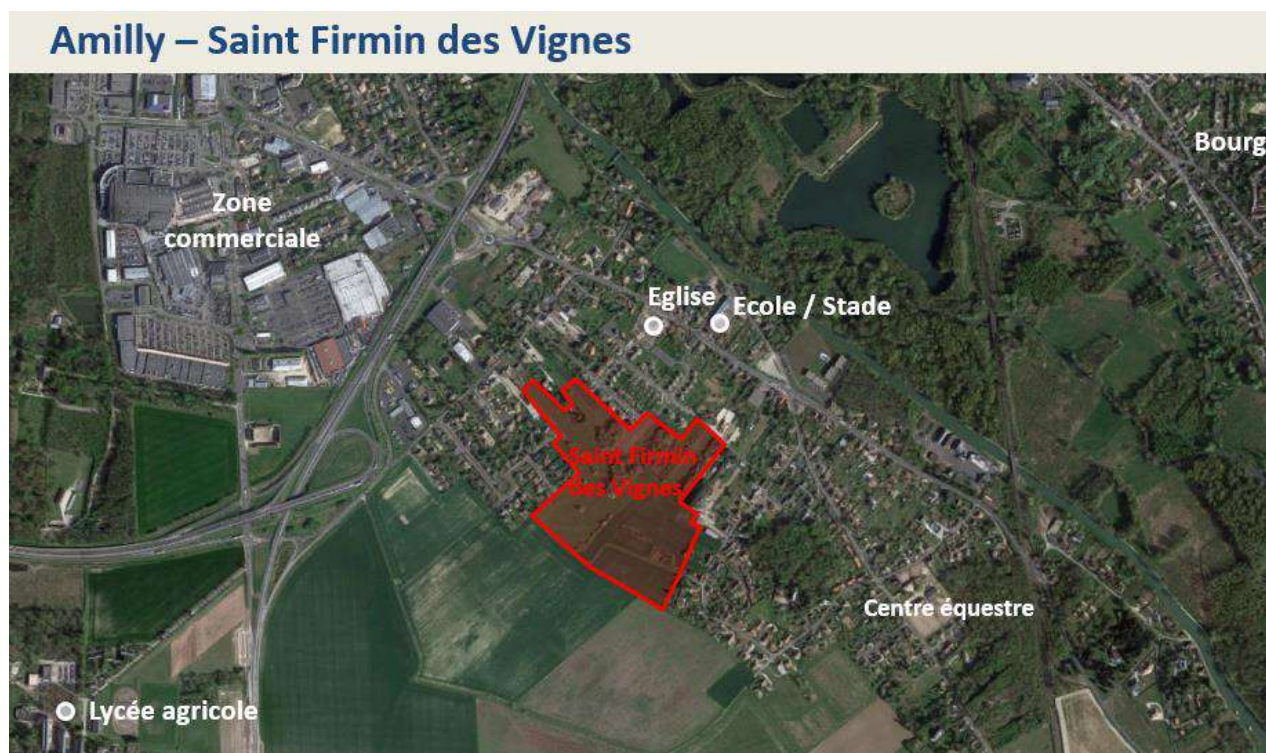 Amilly – Saint Firmin des Vignes
Bourg
Zone
commerciale
Eglise
Ecole / Stade
Saint Firmin
des Vignes
Centre équestre
Lycée agricole